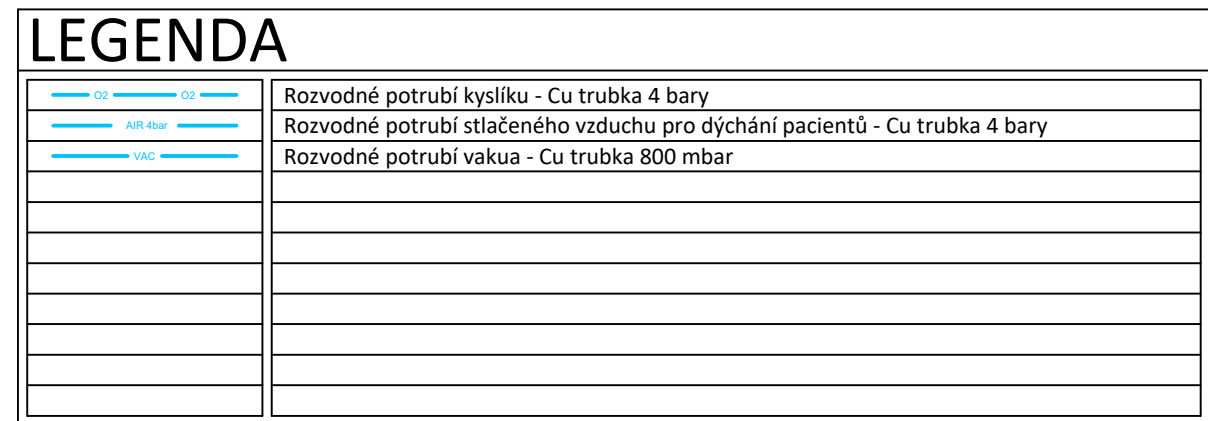 LEGENDA
O2 O2 Rozvodné potrubí kyslíku - Cu trubka 4 bary
AIR 4bar Rozvodné potrubí stlačeného vzduchu pro dýchání pacientů - Cu trubka 4 bary
VAC Rozvodné potrubí vakua - Cu trubka 800 mbar